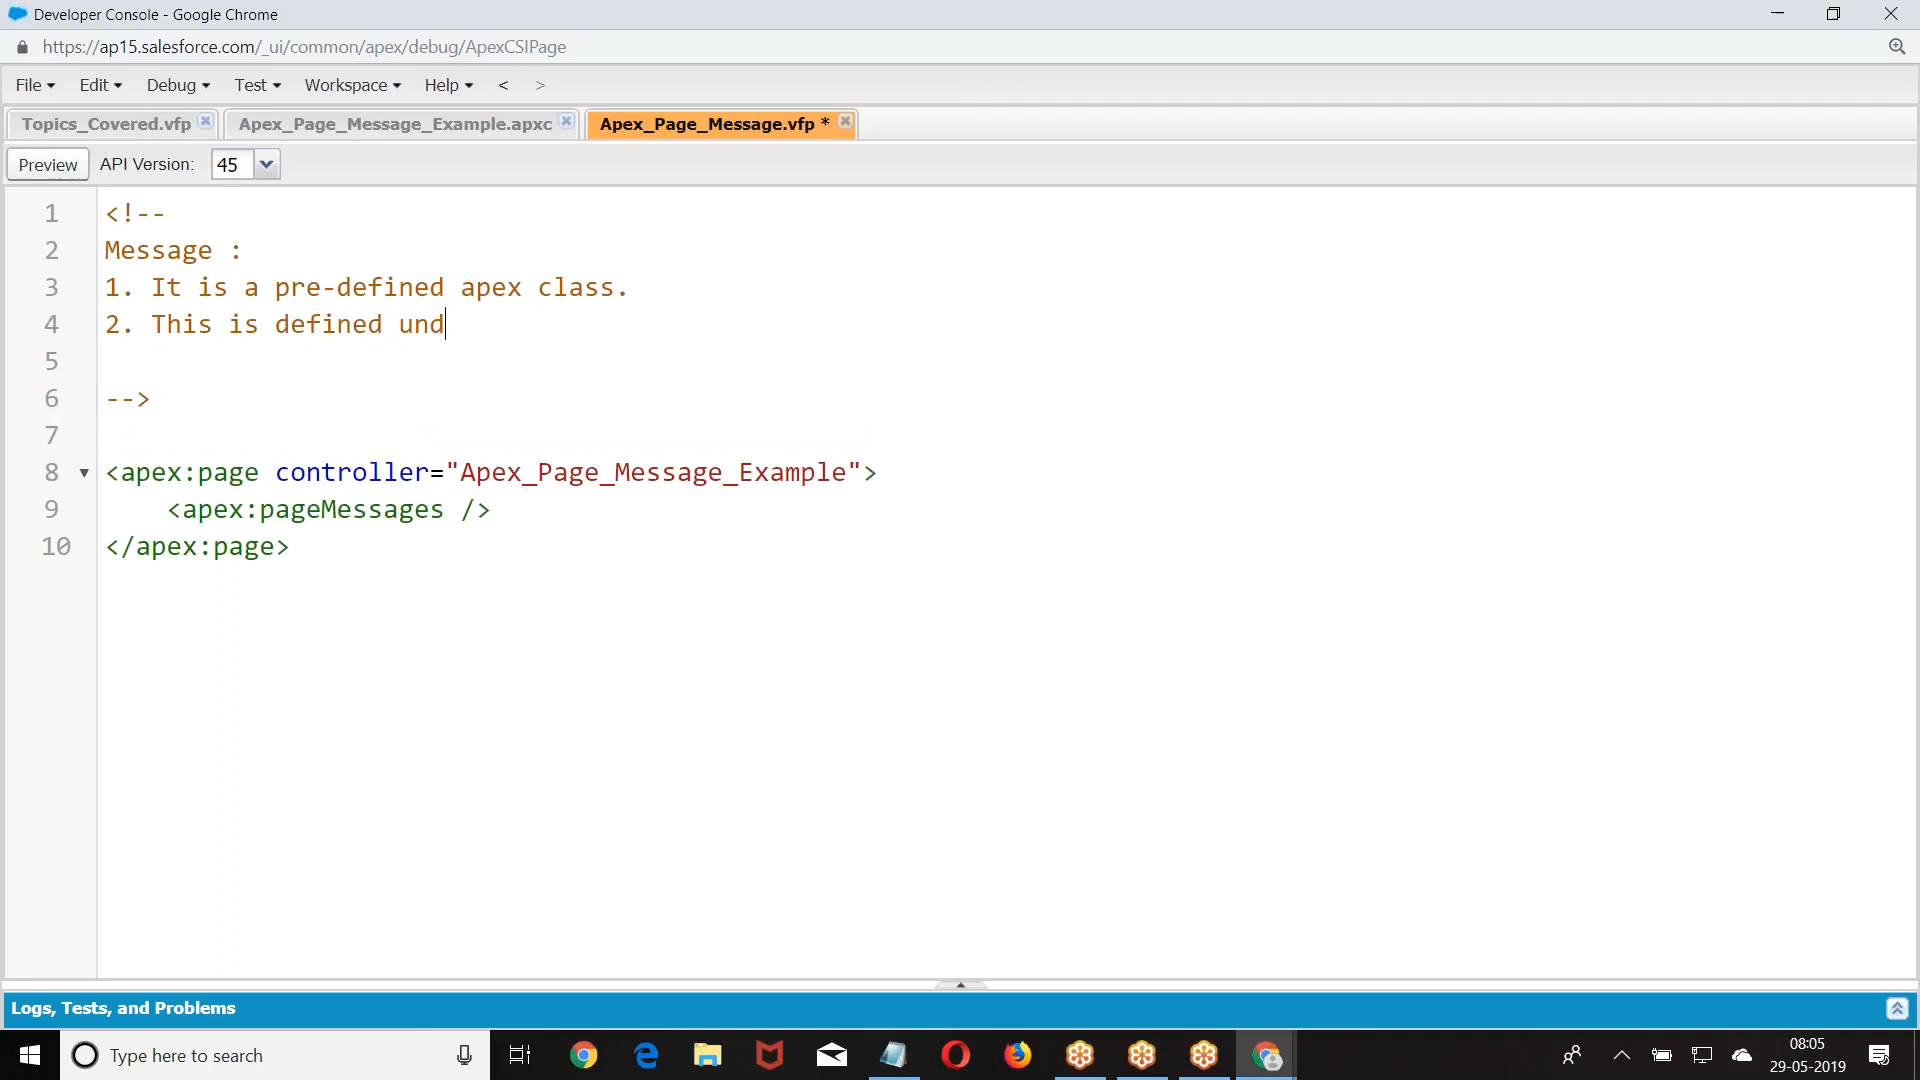 Developer Console - Google Chrome
https://ap15.salesforce.com/_ui/common/apex/debug/ApexCSIPage
File Edit Debug Test Workspace Help < >
Topics_Covered.vfp Apex_Page_Message_Example.apxc Apex_Page_Message.vfp *
Preview API Version: 45
1 <!--
2 Message :
3 1. It is a pre-defined apex class.
4 2. This is defined und
5
6 -->
7
8 <apex:page controller="Apex_Page_Message_Example">
9 <apex:pageMessages />
10 </apex:page>
Logs, Tests, and Problems
Type here to search
08:05
29-05-2019